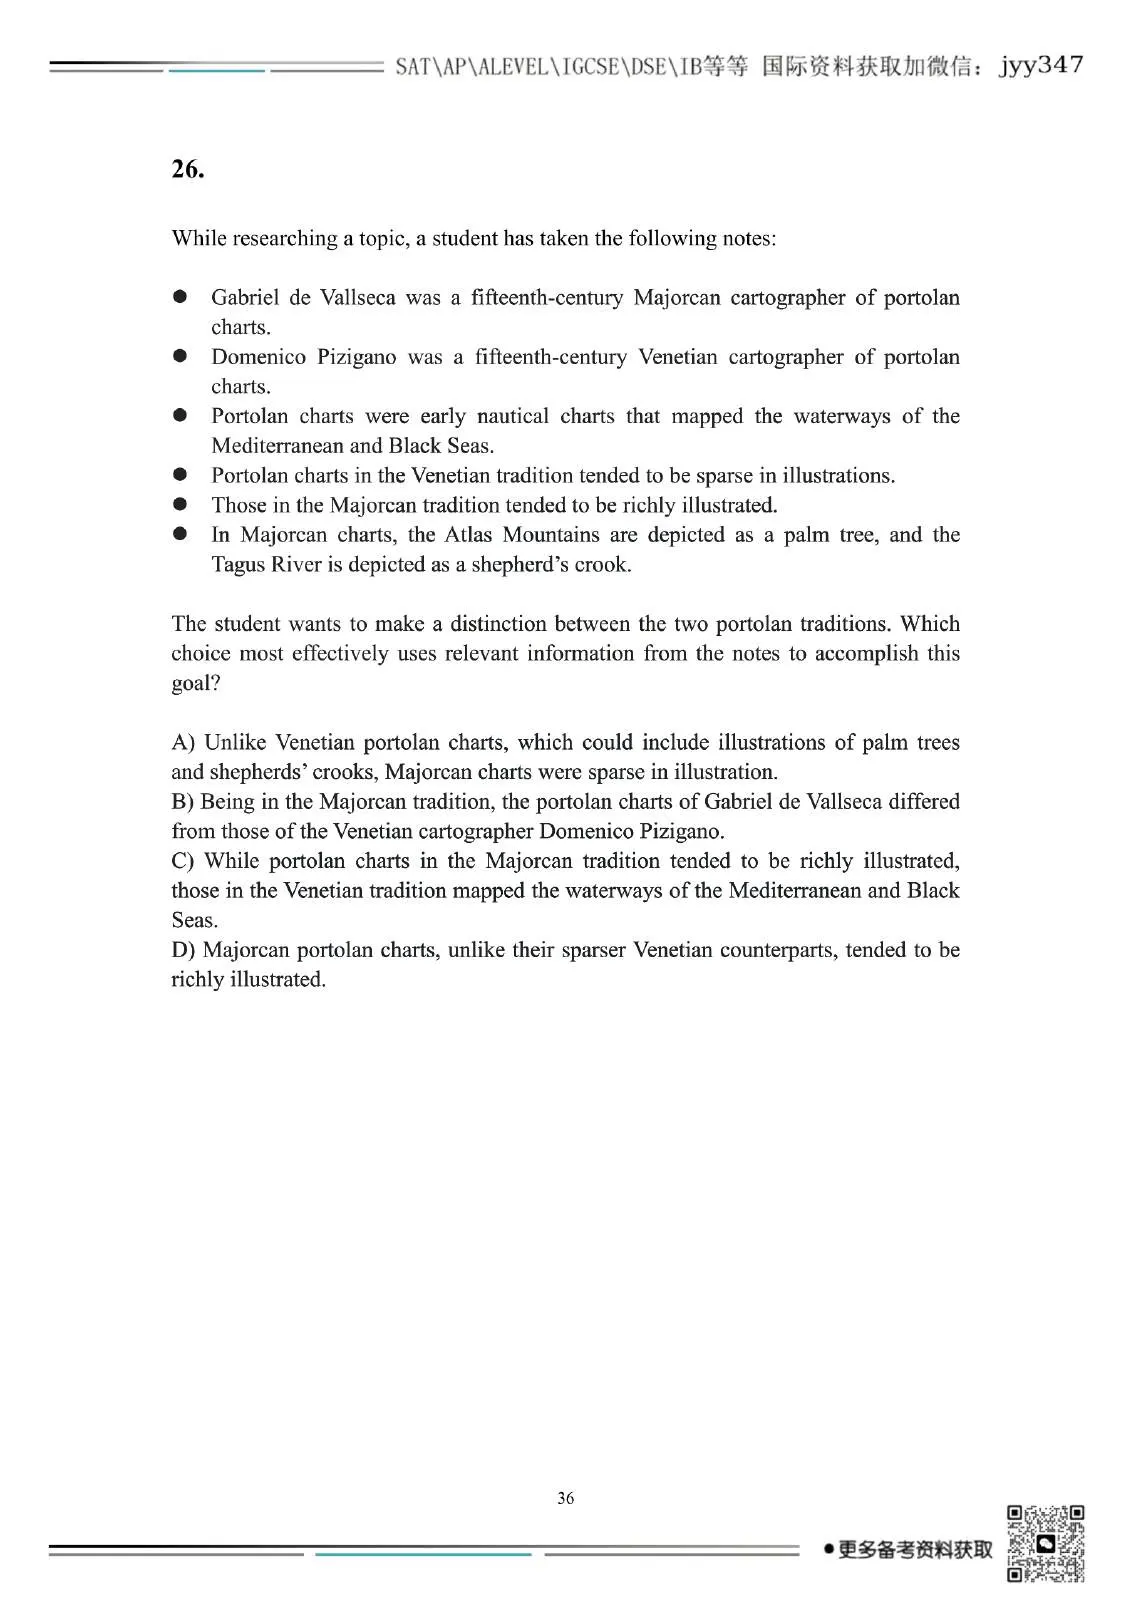 SAT\AP\ALEVEL\IGCSE\DSE\IB等等 国际资料获取加微信： jyy347
26.
While researching a topic, a student has taken the following notes:
● Gabriel de Vallseca was a fifteenth-century Majorcan cartographer of portolan
charts.
● Domenico Pizigano was a fifteenth-century Venetian cartographer of portolan
charts.
● Portolan charts were early nautical charts that mapped the waterways of the
Mediterranean and Black Seas.
● Portolan charts in the Venetian tradition tended to be sparse in illustrations.
● Those in the Majorcan tradition tended to be richly illustrated.
● In Majorcan charts, the Atlas Mountains are depicted as a palm tree, and the
Tagus River is depicted as a shepherd’s crook.
The student wants to make a distinction between the two portolan traditions. Which
choice most effectively uses relevant information from the notes to accomplish this
goal?
A) Unlike Venetian portolan charts, which could include illustrations of palm trees
and shepherds’ crooks, Majorcan charts were sparse in illustration.
B) Being in the Majorcan tradition, the portolan charts of Gabriel de Vallseca differed
from those of the Venetian cartographer Domenico Pizigano.
C) While portolan charts in the Majorcan tradition tended to be richly illustrated,
those in the Venetian tradition mapped the waterways of the Mediterranean and Black
Seas.
D) Majorcan portolan charts, unlike their sparser Venetian counterparts, tended to be
richly illustrated.
36
●更多备考资料获取